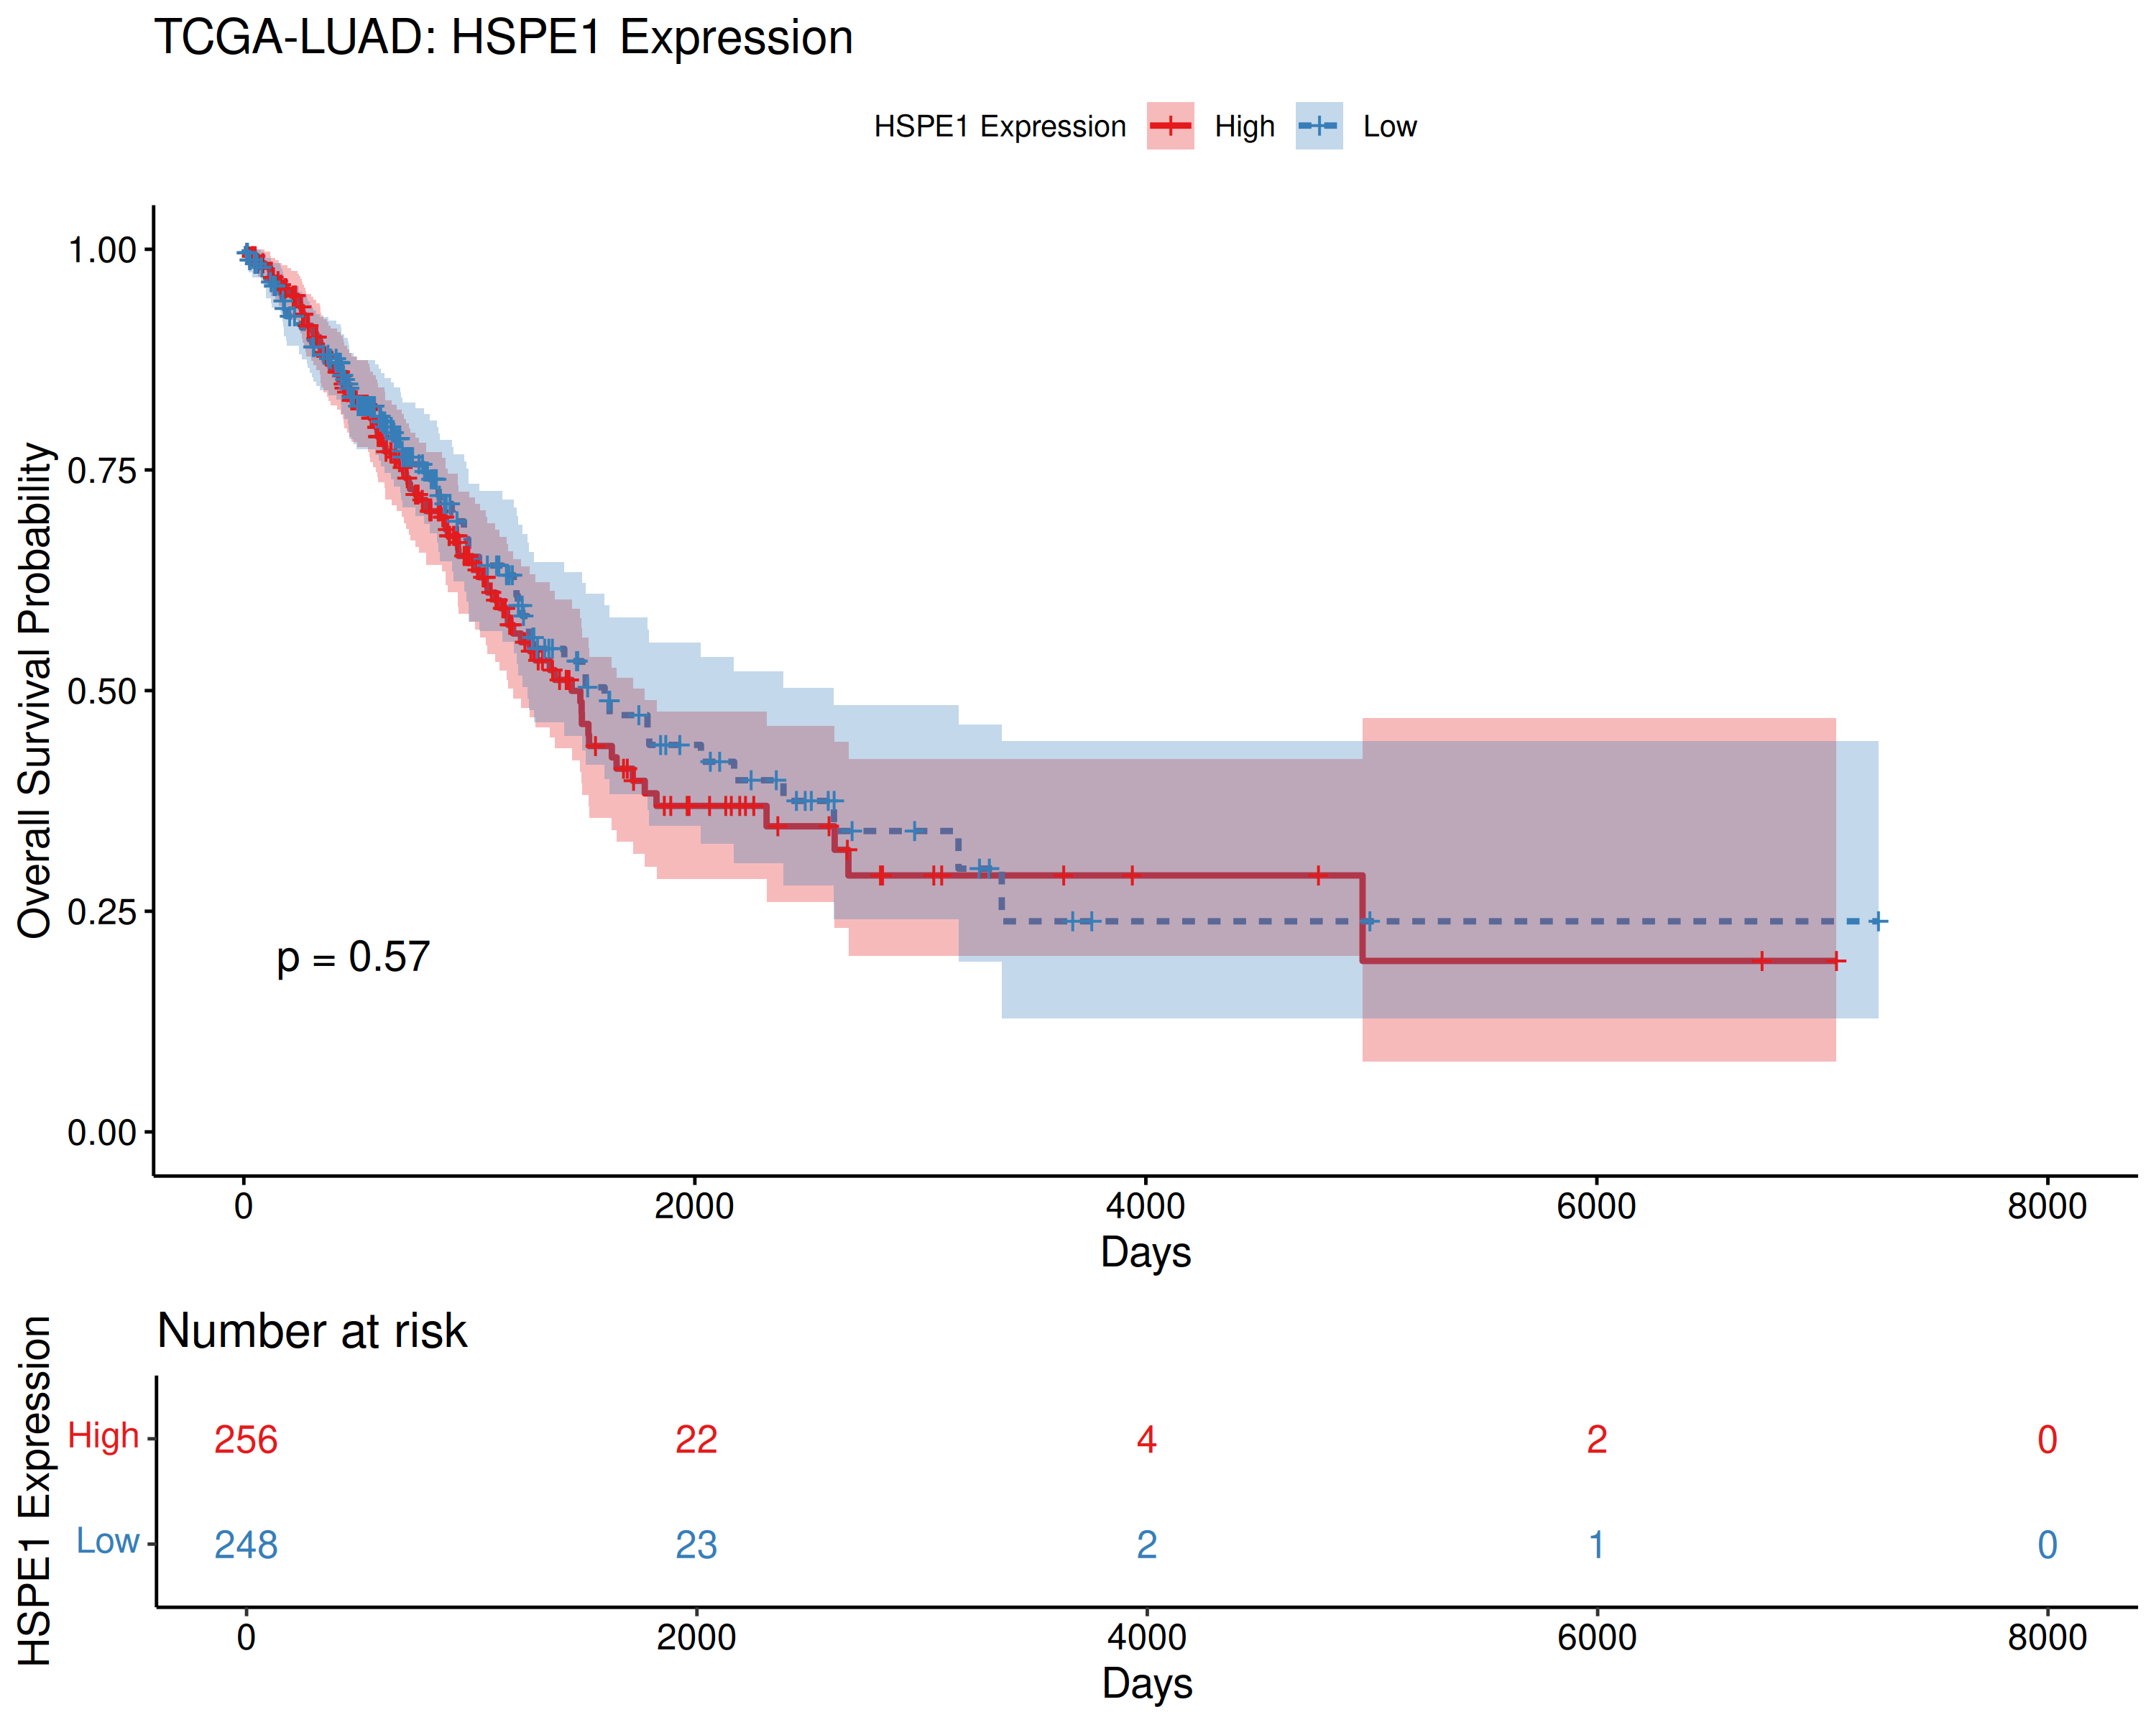 TCGA-LUAD: HSPE1 Expression
HSPE1 Expression High Low
Overall Survival Probability
1.00
0.75
0.50
0.25
0.00
p = 0.57
0 2000 4000 6000 8000
Days
Number at risk
HSPE1 Expression
High 256 22 4 2 0
Low 248 23 2 1 0
0 2000 4000 6000 8000
Days